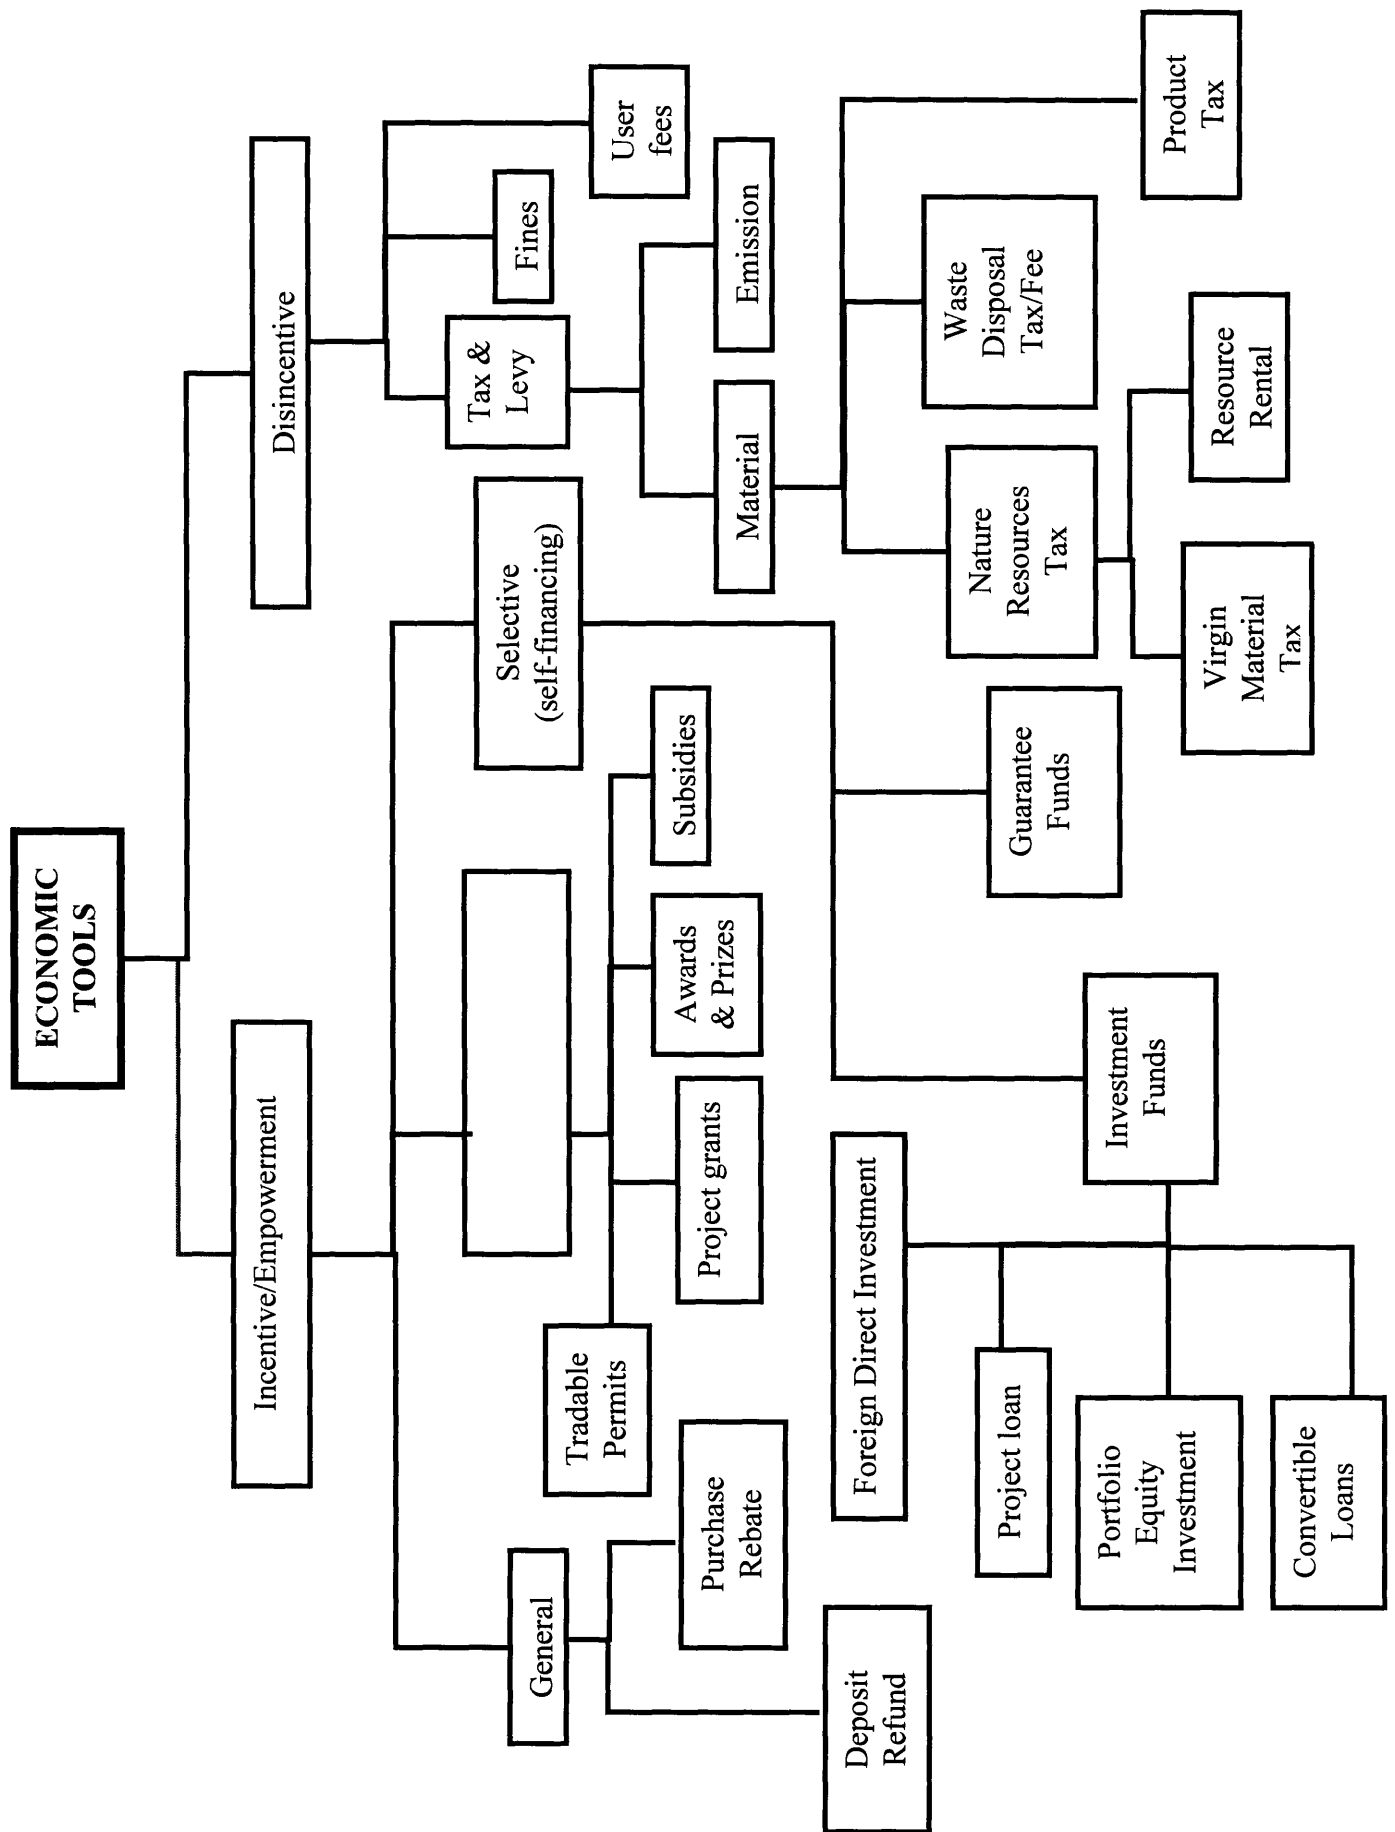 ECONOMIC
TOOLS
Incentive/Empowerment
Disincentive
General
Selective
(self-financing)
Tax &
Levy
Fines
User
fees
Tradable
Permits
Project grants
Awards
& Prizes
Subsidies
Material
Emission
Deposit
Refund
Purchase
Rebate
Foreign Direct Investment
Project loan
Portfolio
Equity
Investment
Convertible
Loans
Investment
Funds
Guarantee
Funds
Nature
Resources
Tax
Waste
Disposal
Tax/Fee
Product
Tax
Virgin
Material
Tax
Resource
Rental